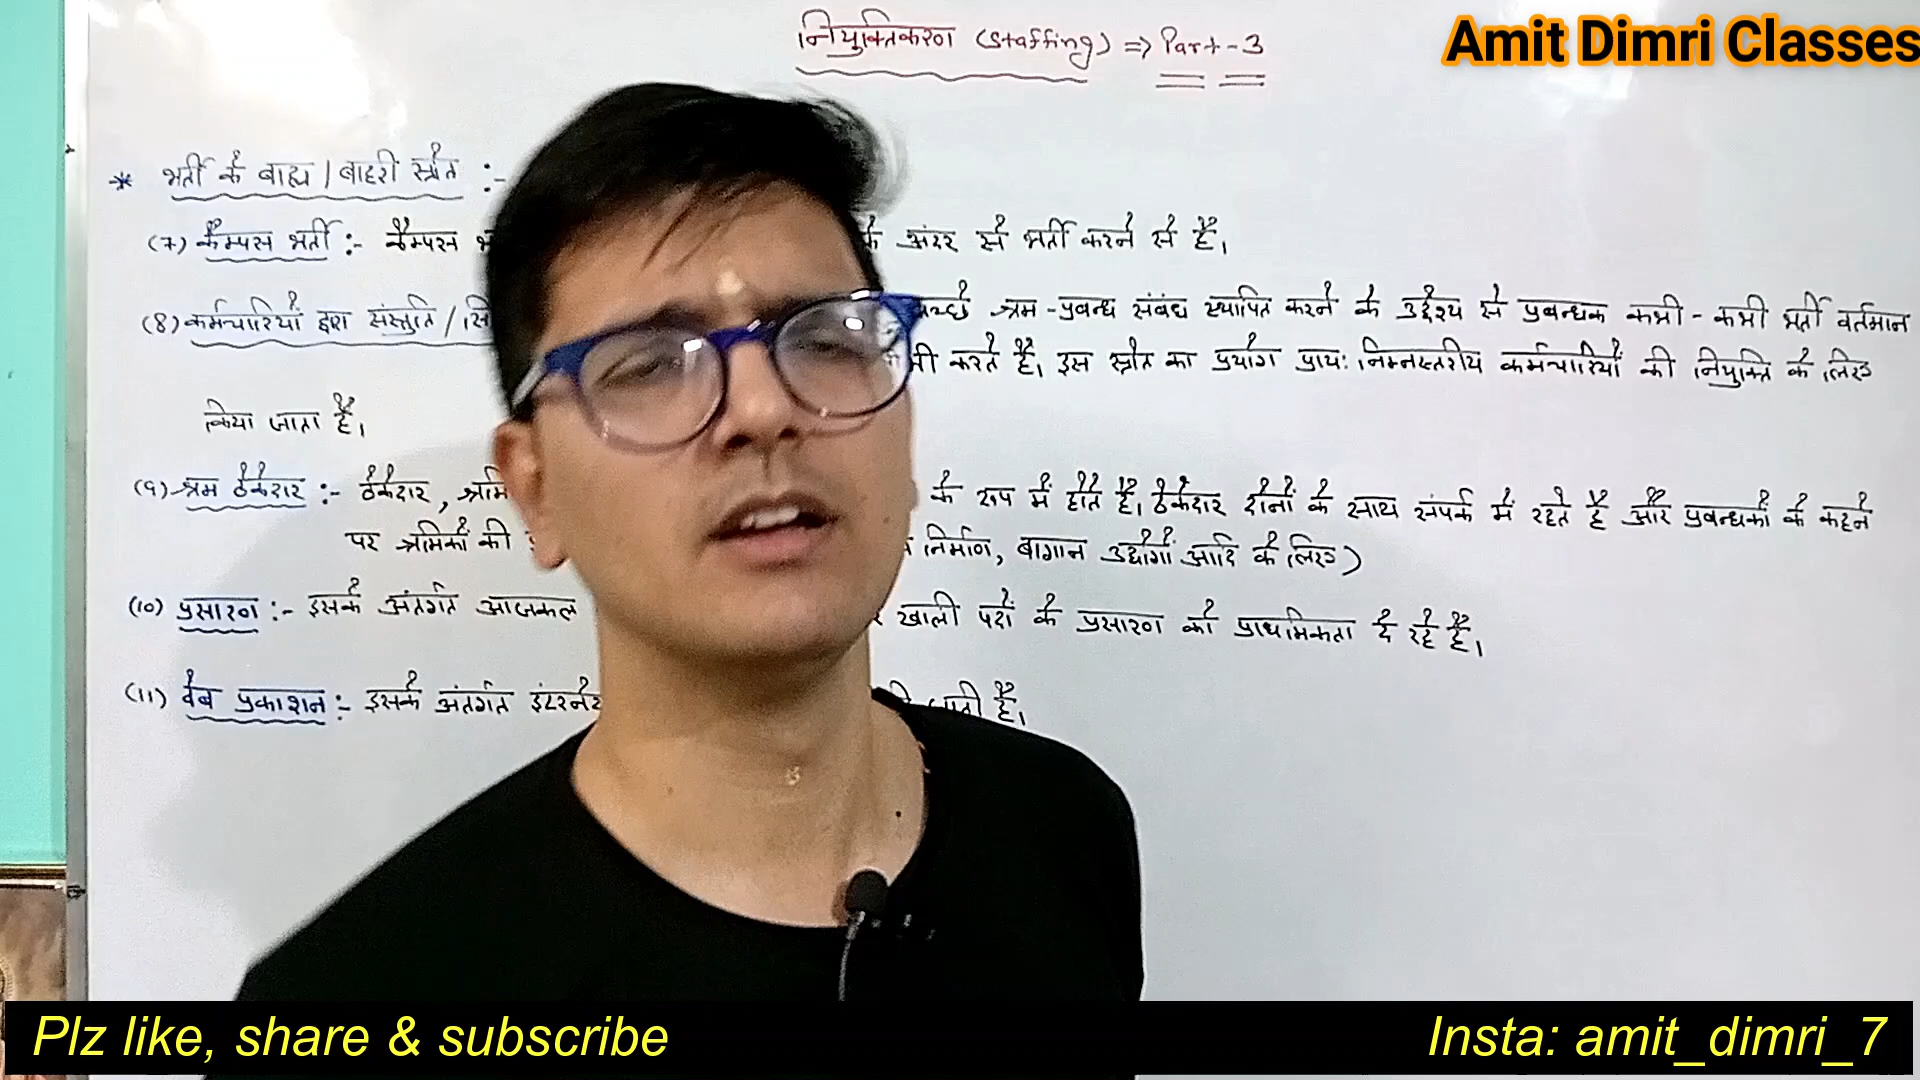 नियुक्तिकरण (Staffing) => Part-3
Amit Dimri Classes
* भर्ती के बाह्य / बाहरी स्त्रोत :-
(7) कैम्पस भर्ती :- कैम्पस के अंदर से भर्ती करने से है।
(8) कर्मचारियों द्वारा संस्तुति / श्रम-प्रबन्ध संबंध स्थापित करने के उद्देश्य से प्रबन्धक कभी-कभी भर्ती वर्तमान
करते है। इस स्त्रोत का प्रयोग प्रायः निम्नस्तरीय कर्मचारियों की नियुक्ति के लिए
किया जाता है।
(9) श्रम ठेकेदार :- ठेकेदार, के रूप में होते है। ठेकेदार दोनों के साथ संपर्क में रहते है और प्रबन्धकों के कहने
पर श्रमिकों की निर्माण, बागान उद्योगों आदि के लिए)
(10) प्रसारण :- इसके अंतर्गत आजकल खाली पदों के प्रसारण को प्राथमिकता दे रहे है।
(11) वेब प्रकाशन :- इसके अंतर्गत है।
Plz like, share & subscribe
Insta: amit_dimri_7